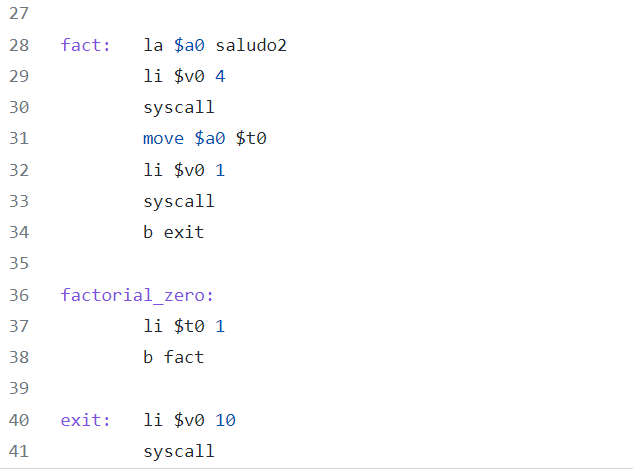 27
28 fact: la $a0 saludo2
29 li $v0 4
30 syscall
31 move $a0 $t0
32 li $v0 1
33 syscall
34 b exit
35
36 factorial_zero:
37 li $t0 1
38 b fact
39
40 exit: li $v0 10
41 syscall